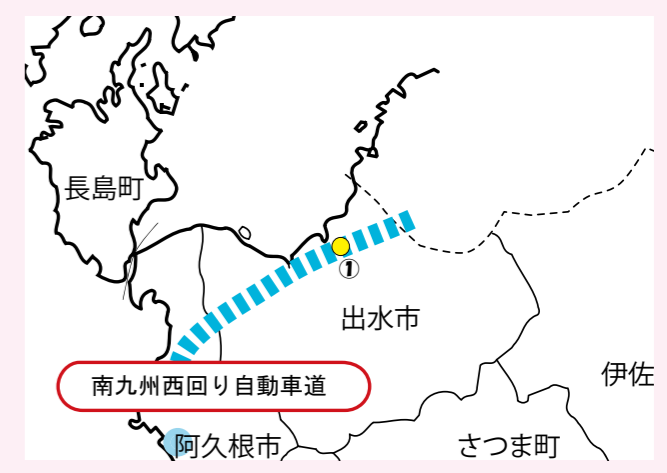 長島町
①
出水市
伊佐
南九州西回り自動車道
阿久根市
さつま町